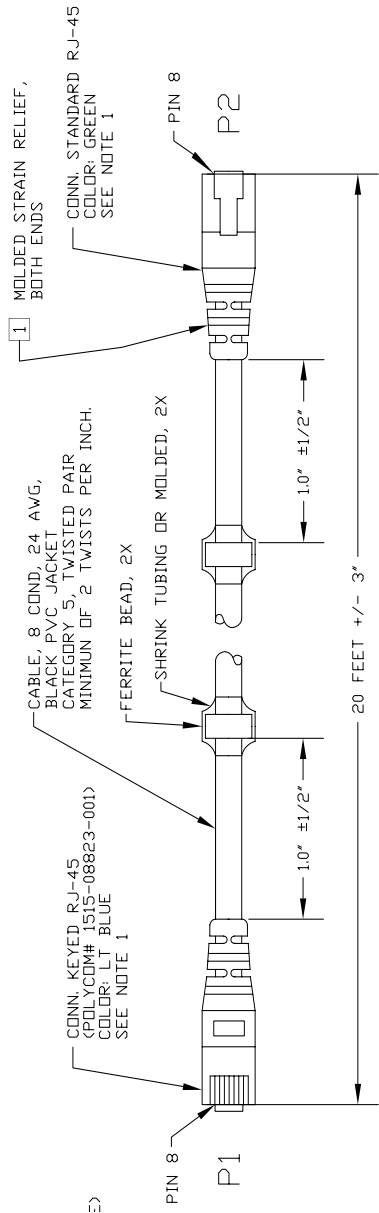 CONN. KEYED RJ-45
(POLYCOM# 1515-08823-001)
COLOR: LT BLUE
SEE NOTE 1
CABLE, 8 COND, 24 AWG,
BLACK PVC JACKET
CATEGORY 5, TWISTED PAIR
MINIMUN OF 2 TWISTS PER INCH.
1 MOLDED STRAIN RELIEF,
BOTH ENDS
CONN. STANDARD RJ-45
COLOR: GREEN
SEE NOTE 1
FERRITE BEAD, 2X
SHRINK TUBING OR MOLDED, 2X
E)
PIN 8
P1
PIN 8
P2
1.0" ±1/2"
1.0" ±1/2"
20 FEET +/- 3"